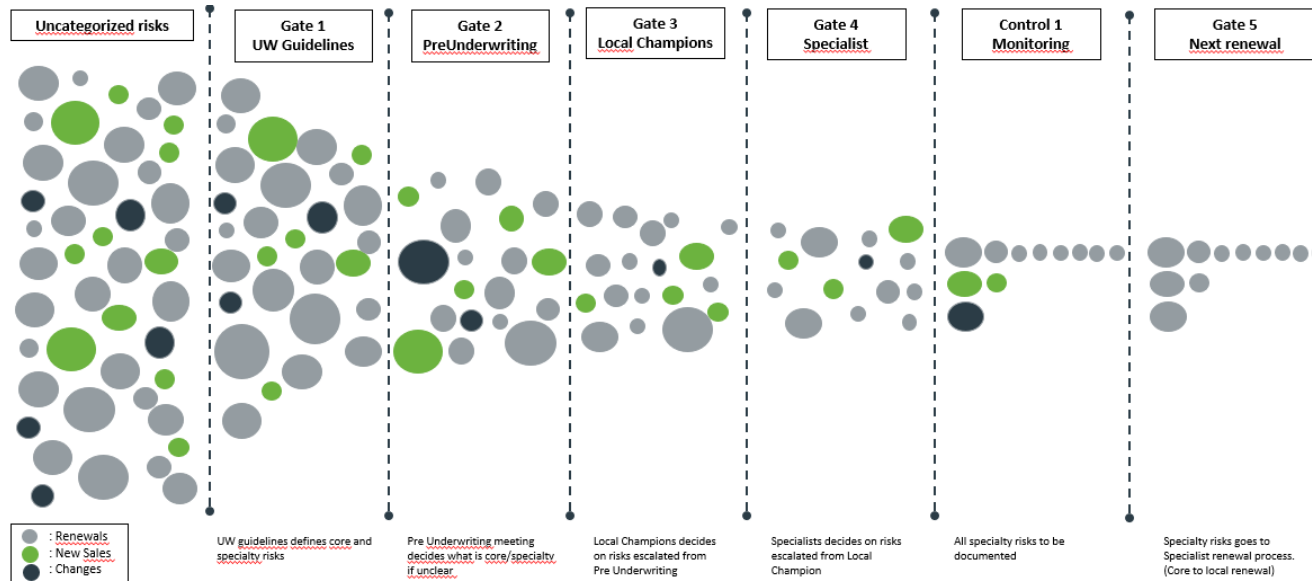 Uncategorized risks
Gate 1
UW Guidelines
Gate 2
PreUnderwriting
Gate 3
Local Champions
Gate 4
Specialist
Control 1
Monitoring
Gate 5
Next renewal
: Renewals
: New Sales
: Changes
UW guidelines defines core and
specialty risks
Pre Underwriting meeting
decides what is core/specialty
if unclear
Local Champions decides
on risks escalated from
Pre Underwriting
Specialists decides on risks
escalated from Local
Champion
All specialty risks to be
documented
Specialty risks goes to
Specialist renewal process.
(Core to local renewal)